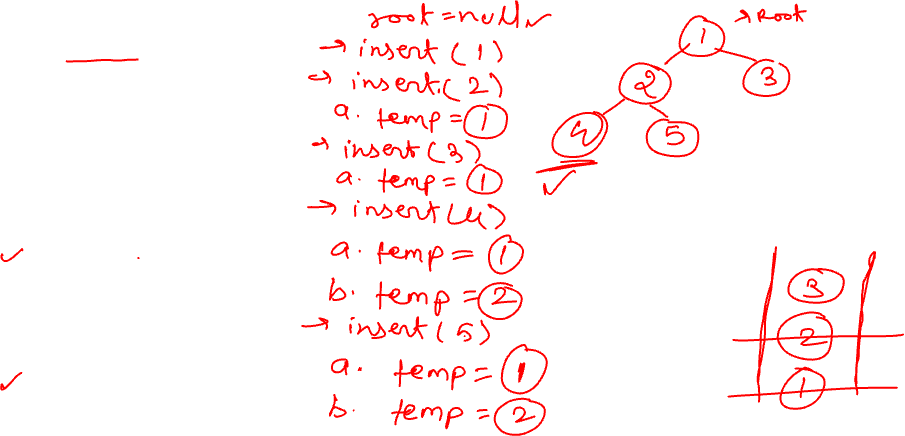 root = null ✓
→ insert(1)
→ insert(2)
a. temp = 1
→ insert(3)
a. temp = 1
→ insert(4)
a. temp = 1
b. temp = 2
→ insert(5)
a. temp = 1
b. temp = 2
→ Root
1
2
3
4
5
3
2
1